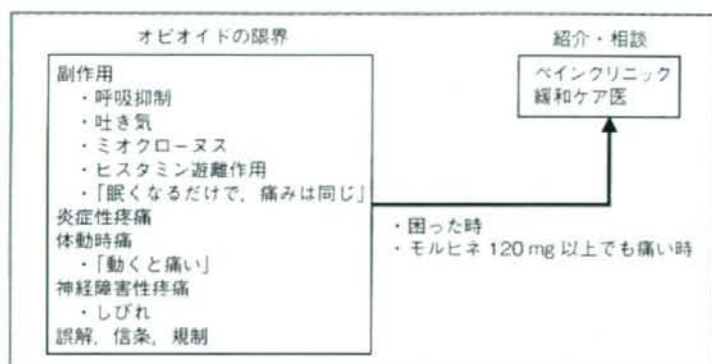 オピオイドの限界
副作用
・呼吸抑制
・吐き気
・ミオクローヌス
・ヒスタミン遊離作用
・「眠くなるだけで，痛みは同じ」
炎症性疼痛
体動時痛
・「動くと痛い」
神経障害性疼痛
・しびれ
誤解，信条，規制
紹介・相談
ペインクリニック
緩和ケア医
・困った時
・モルヒネ 120 mg 以上でも痛い時